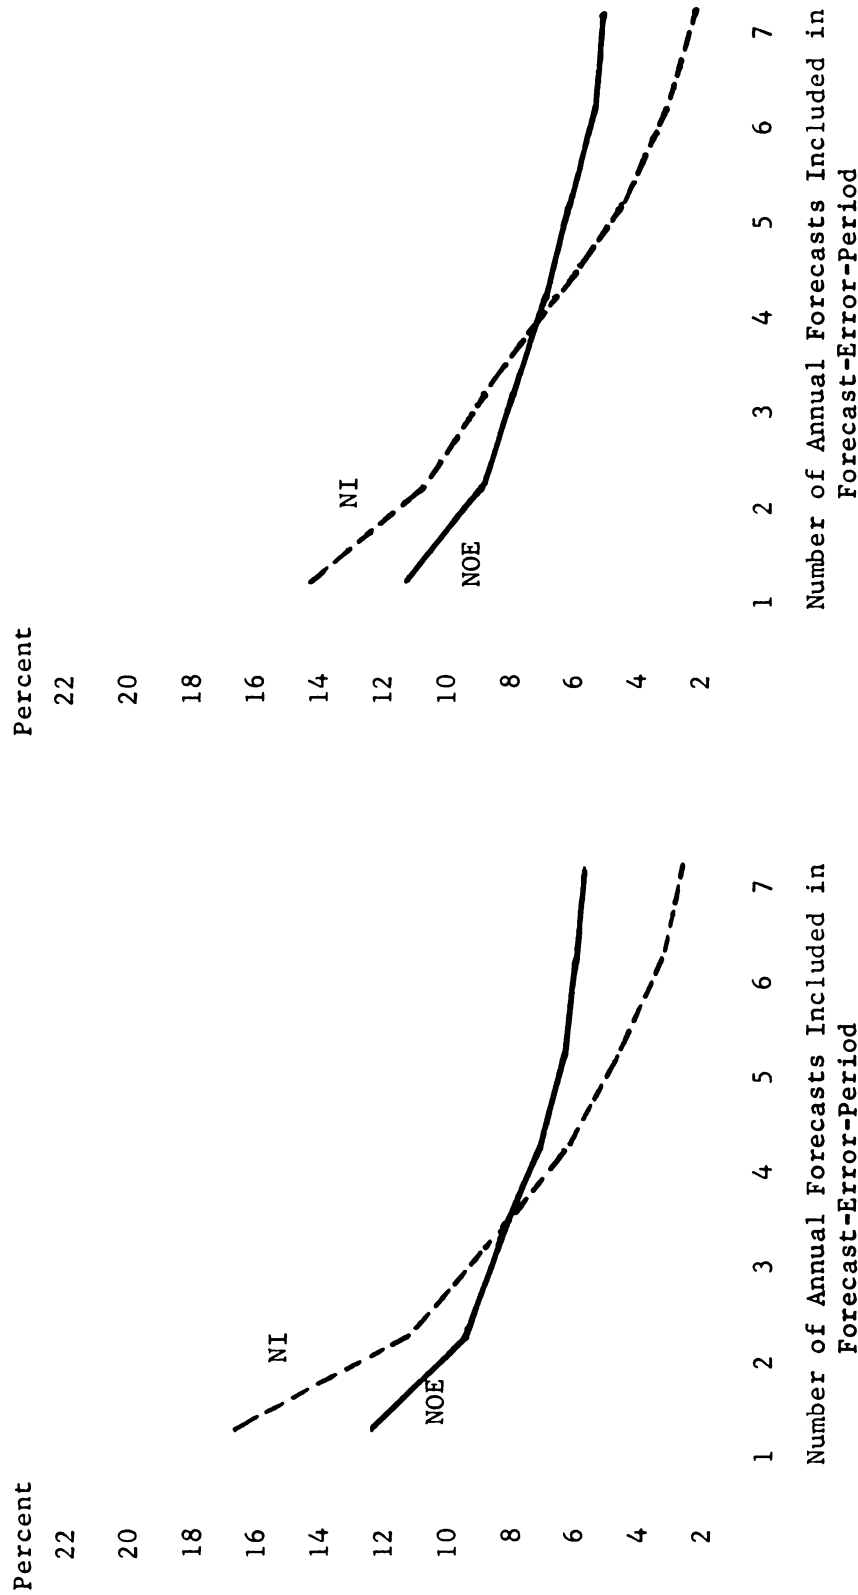 Percent
22
20
18
16
14
12
10
8
6
4
2
NI
NOE
1 2 3 4 5 6 7
Number of Annual Forecasts Included in
Forecast-Error-Period
Percent
22
20
18
16
14
12
10
8
6
4
2
NI
NOE
1 2 3 4 5 6 7
Number of Annual Forecasts Included in
Forecast-Error-Period